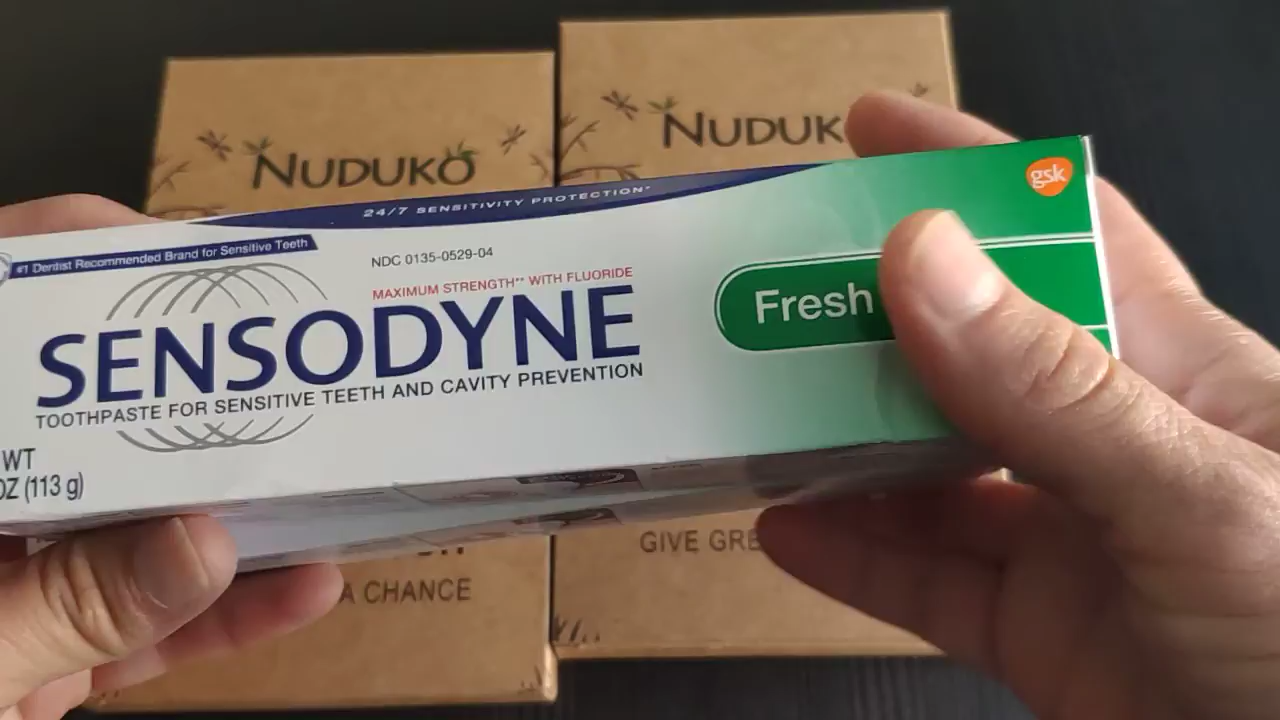 NUDUKO
NUDUK
24/7 SENSITIVITY PROTECTION*
gsk
#1 Dentist Recommended Brand for Sensitive Teeth
NDC 0135-0529-04
MAXIMUM STRENGTH** WITH FLUORIDE
SENSODYNE
Fresh
TOOTHPASTE FOR SENSITIVE TEETH AND CAVITY PREVENTION
WT
OZ (113 g)
GIVE GRE
A CHANCE